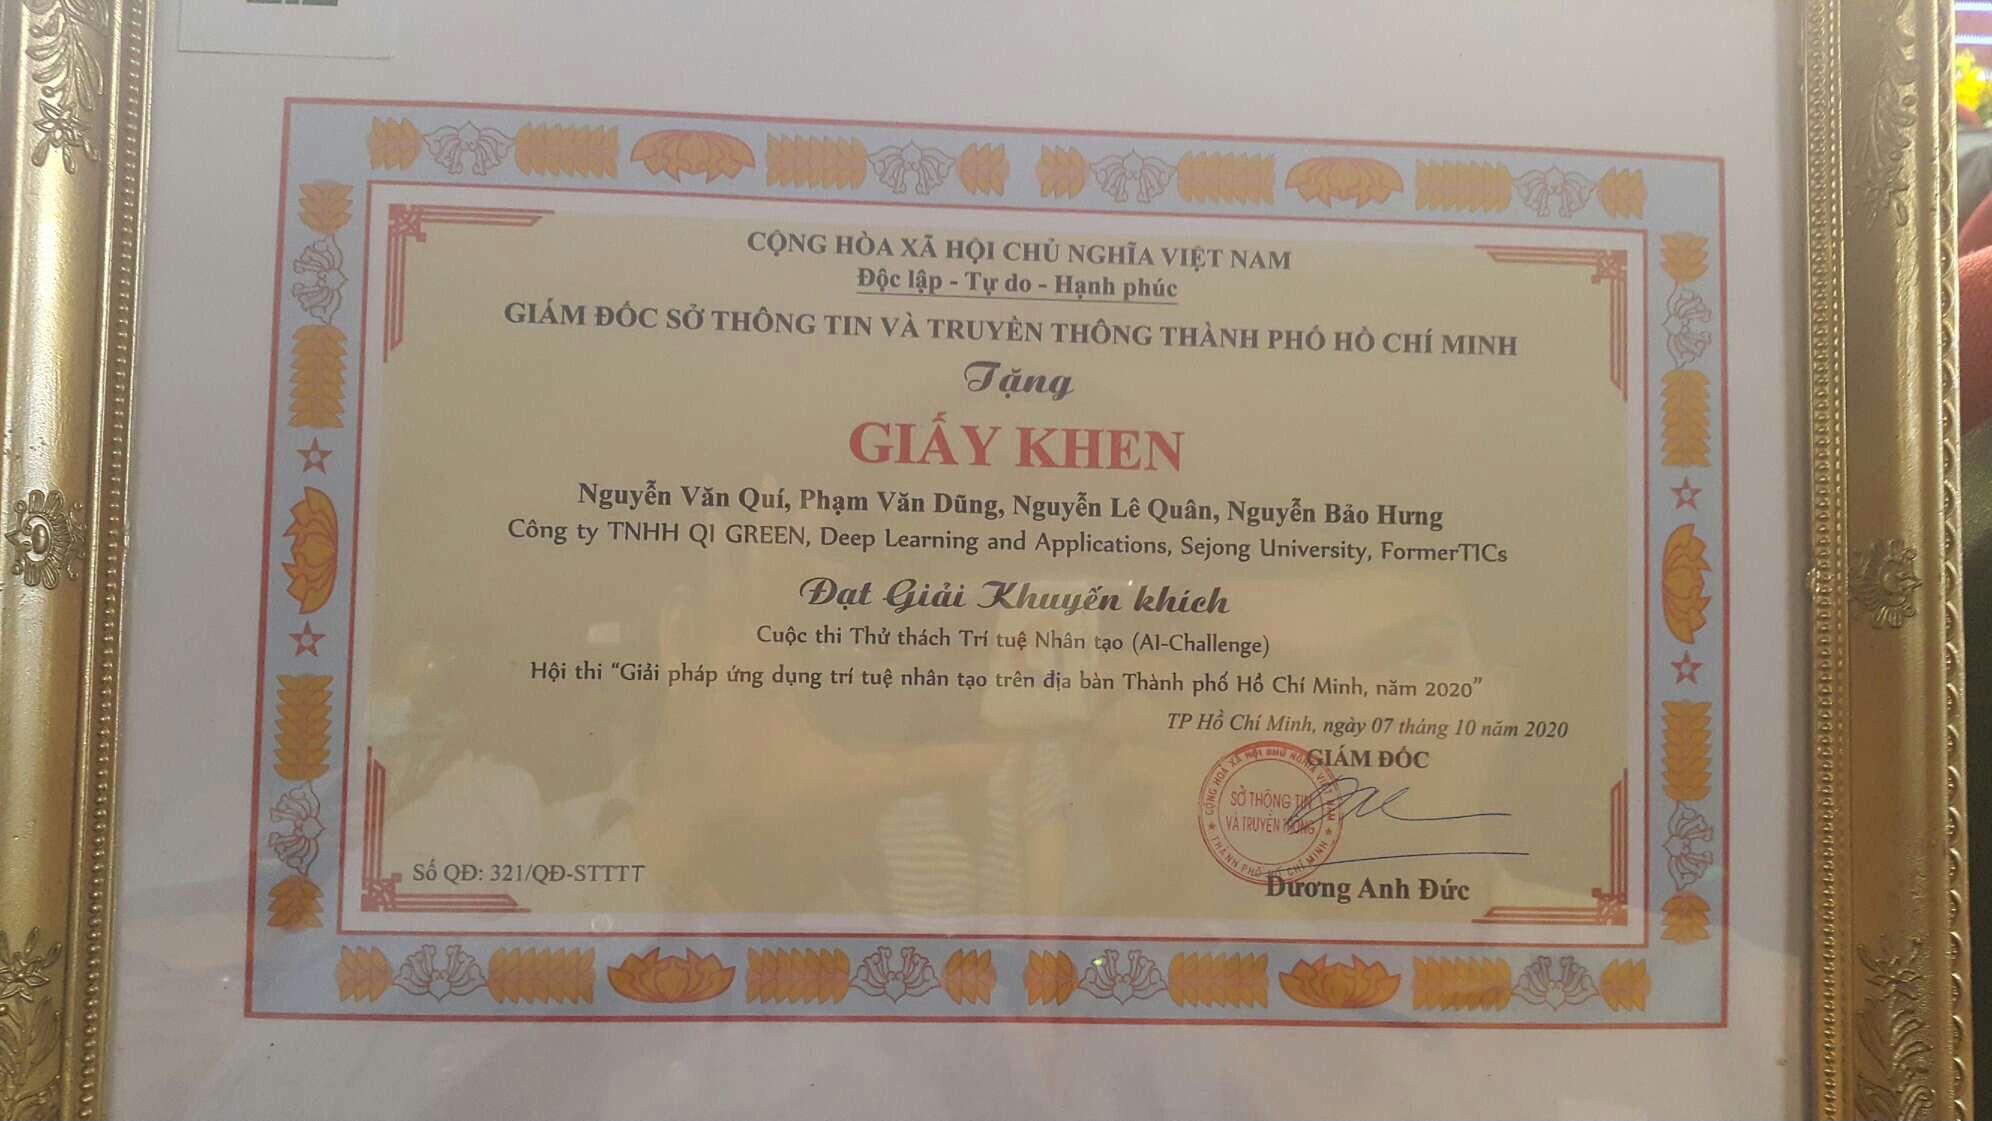 CỘNG HÒA XÃ HỘI CHỦ NGHĨA VIỆT NAM
Độc lập - Tự do - Hạnh phúc
GIÁM ĐỐC SỞ THÔNG TIN VÀ TRUYỀN THÔNG THÀNH PHỐ HỒ CHÍ MINH
Tặng
GIẤY KHEN
Nguyễn Văn Quí, Phạm Văn Dũng, Nguyễn Lê Quân, Nguyễn Bảo Hưng
Công ty TNHH QI GREEN, Deep Learning and Applications, Sejong University, FormerTICs
Đạt Giải Khuyến khích
Cuộc thi Thử thách Trí tuệ Nhân tạo (AI-Challenge)
Hội thi “Giải pháp ứng dụng trí tuệ nhân tạo trên địa bàn Thành phố Hồ Chí Minh, năm 2020”
TP Hồ Chí Minh, ngày 07 tháng 10 năm 2020
GIÁM ĐỐC
CỘNG HÒA XÃ HỘI CHỦ NGHĨA VIỆT NAM
SỞ THÔNG TIN
VÀ TRUYỀN THÔNG
THÀNH PHỐ HỒ CHÍ MINH
Số QĐ: 321/QĐ-STTTT
Dương Anh Đức